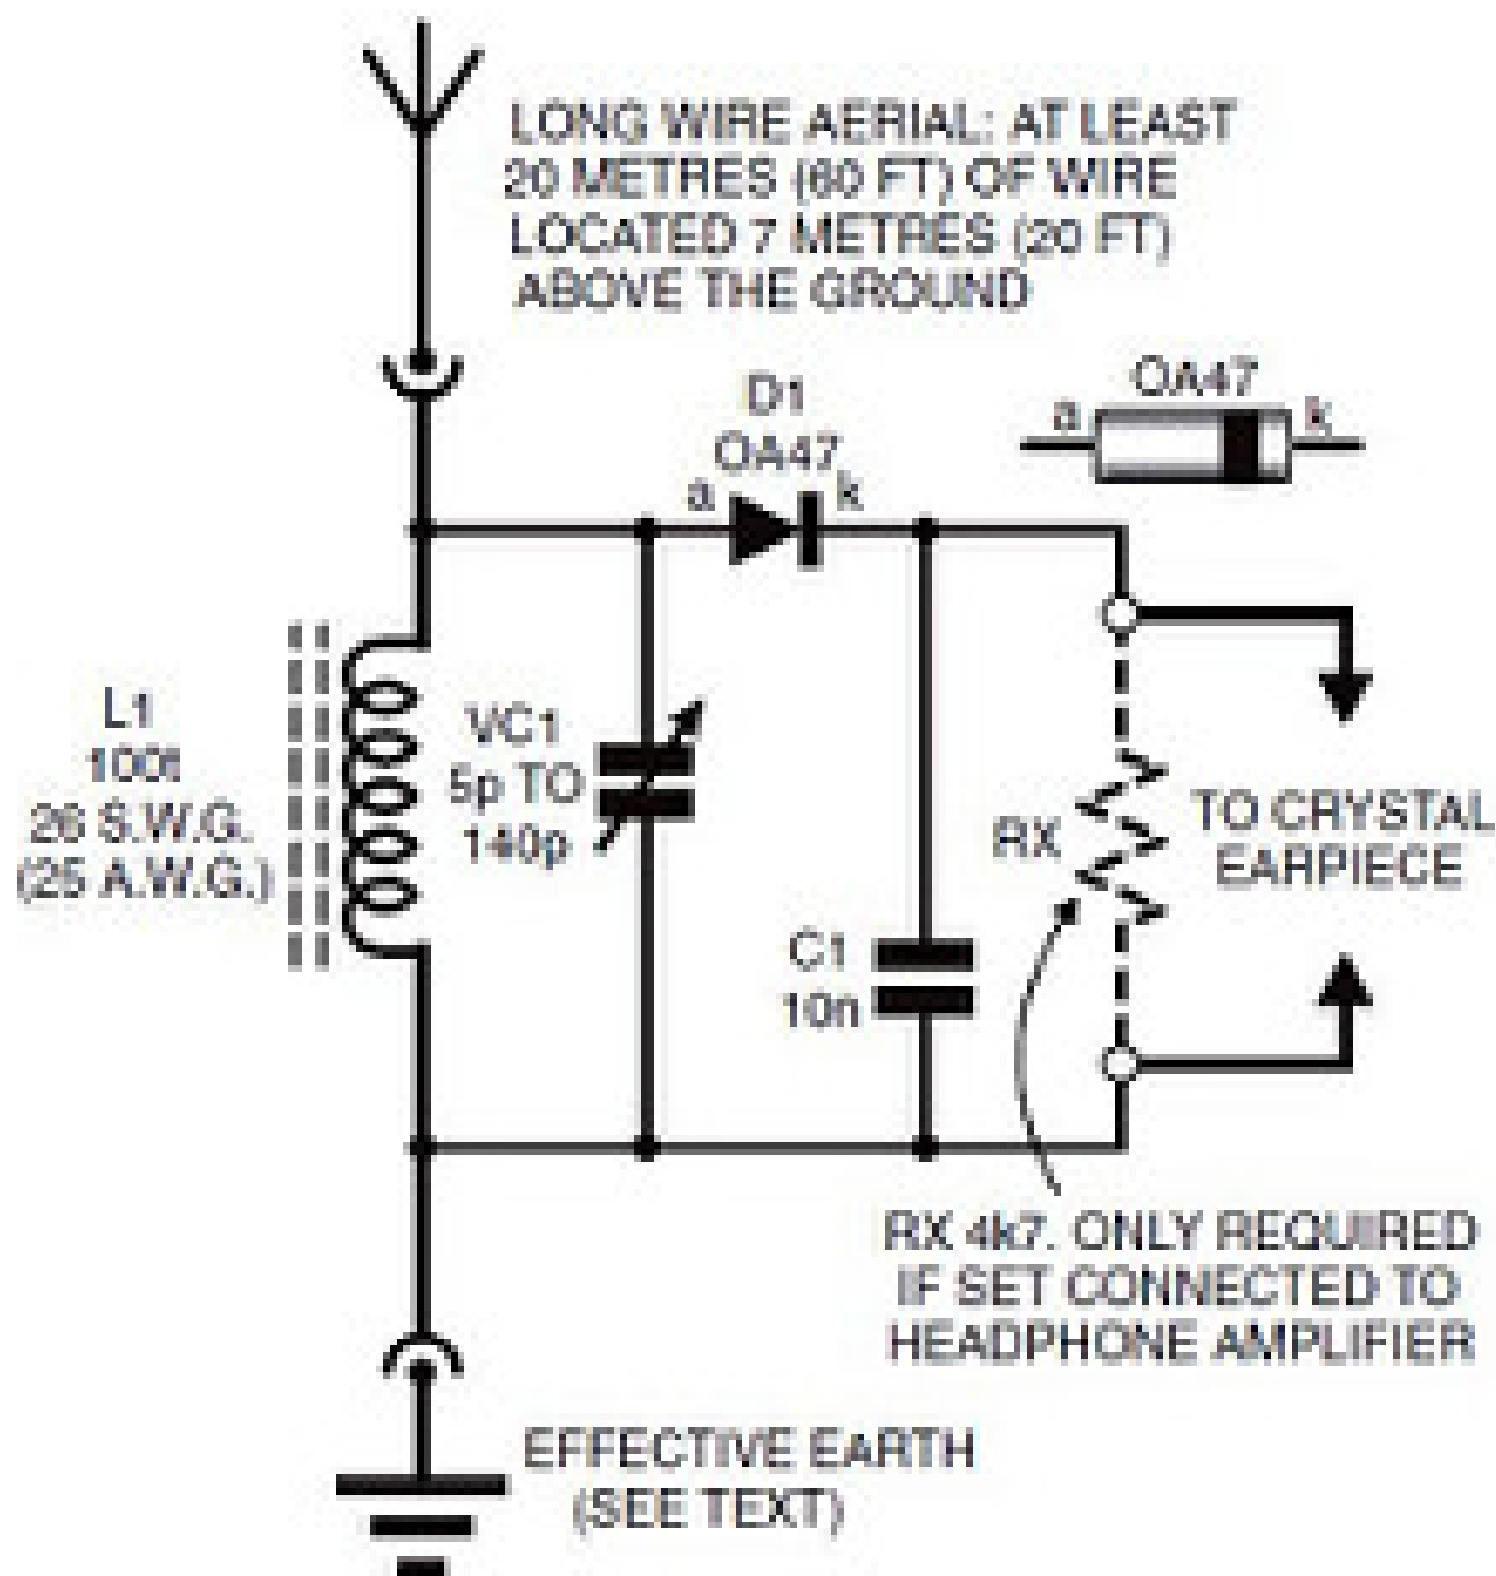 LONG WIRE AERIAL: AT LEAST
20 METRES (60 FT) OF WIRE
LOCATED 7 METRES (20 FT)
ABOVE THE GROUND
D1
OA47
a
k
OA47
a
k
L1
100t
26 S.W.G.
(25 A.W.G.)
VC1
5p TO
140p
C1
10n
RX
TO CRYSTAL
EARPIECE
RX 4k7. ONLY REQUIRED
IF SET CONNECTED TO
HEADPHONE AMPLIFIER
EFFECTIVE EARTH
(SEE TEXT)